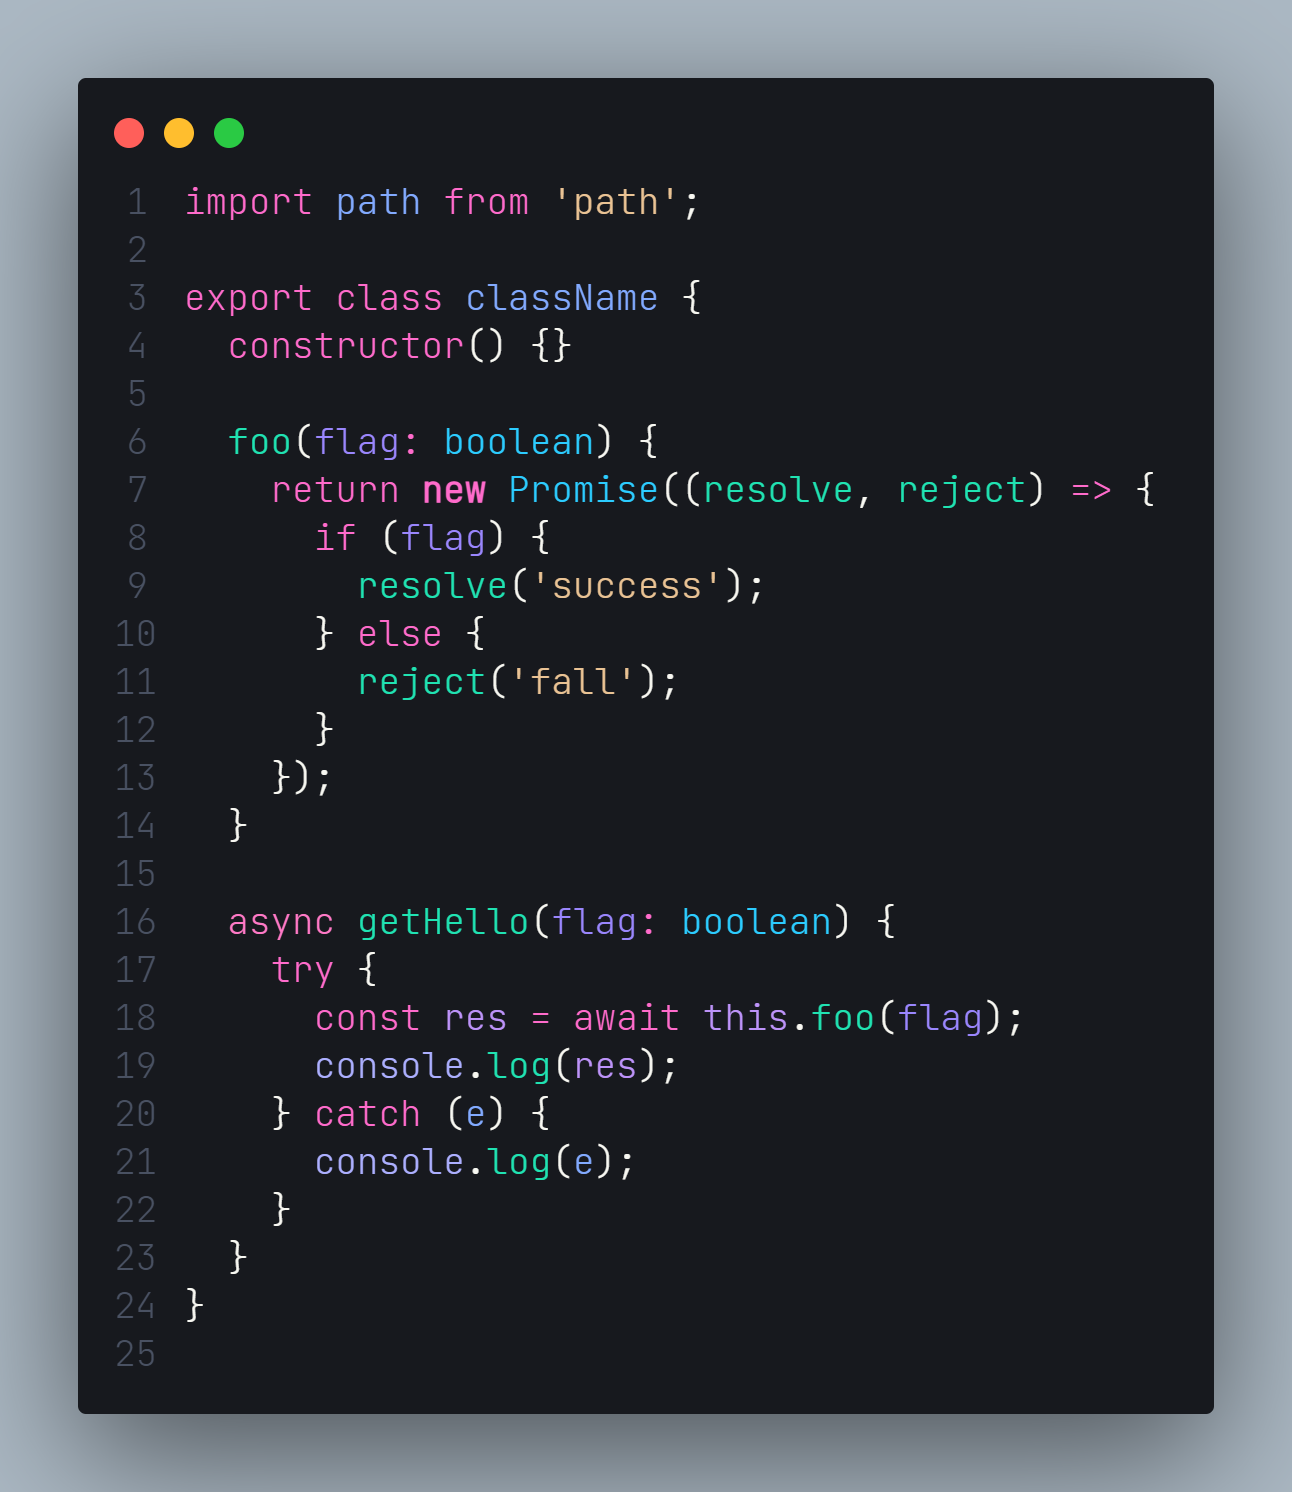 1 import path from 'path';
2
3 export class className {
4   constructor() {}
5
6   foo(flag: boolean) {
7     return new Promise((resolve, reject) => {
8       if (flag) {
9         resolve('success');
10       } else {
11         reject('fall');
12       }
13     });
14   }
15
16   async getHello(flag: boolean) {
17     try {
18       const res = await this.foo(flag);
19       console.log(res);
20     } catch (e) {
21       console.log(e);
22     }
23   }
24 }
25